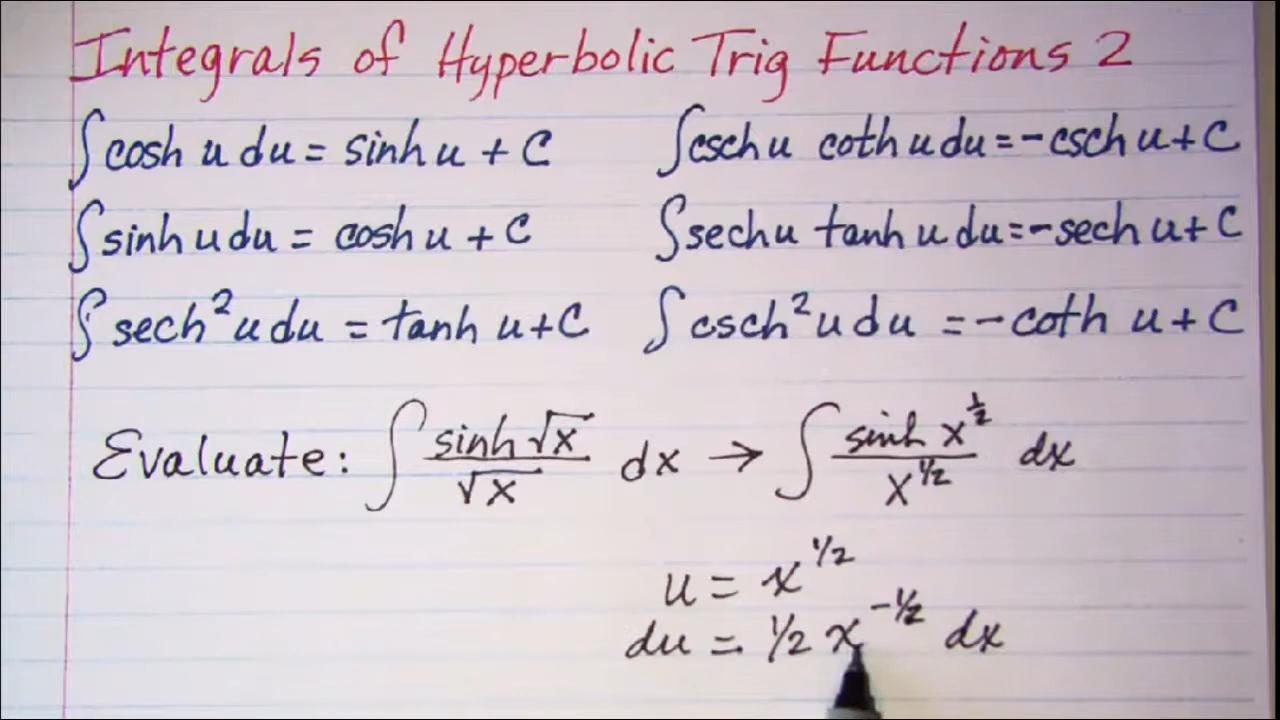 Integrals of Hyperbolic Trig Functions 2
∫cosh u du = sinh u + C    ∫csch u coth u du = -csch u + C
∫sinh u du = cosh u + C    ∫sech u tanh u du = -sech u + C
∫sech² u du = tanh u + C    ∫csch² u du = -coth u + C
Evaluate: ∫ sinh √x / √x dx → ∫ sinh x^½ / x^½ dx
u = x^½
du = ½ x^-½ dx